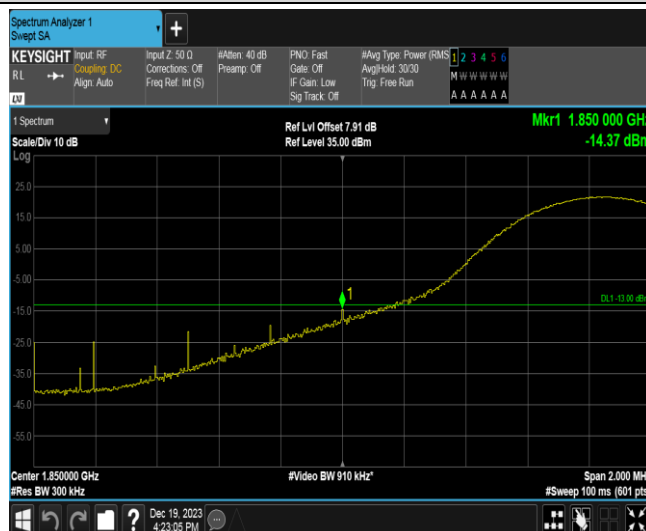 Spectrum Analyzer 1
Swept SA
KEYSIGHT Input: RF Input Z: 50 Ω #Atten: 40 dB PNO: Fast #Avg Type: Power (RMS 1 2 3 4 5 6
RL Coupling: DC Corrections: Off Preamp: Off Gate: Off Avg|Hold: 30/30 M W W W W W
Align: Auto Freq Ref: Int (S) IF Gain: Low Trig: Free Run
Sig Track: Off A A A A A A
LXI
1 Spectrum
Scale/Div 10 dB
Ref Lvl Offset 7.91 dB
Ref Level 35.00 dBm
Mkr1 1.850 000 GHz
-14.37 dBm
Log
25.0
15.0
5.00
-5.00
1
DL1 -13.00 dBm
-15.0
-25.0
-35.0
-45.0
-55.0
Center 1.850000 GHz #Video BW 910 kHz* Span 2.000 MH
#Res BW 300 kHz #Sweep 100 ms (601 pts
? Dec 19, 2023
4:23:05 PM